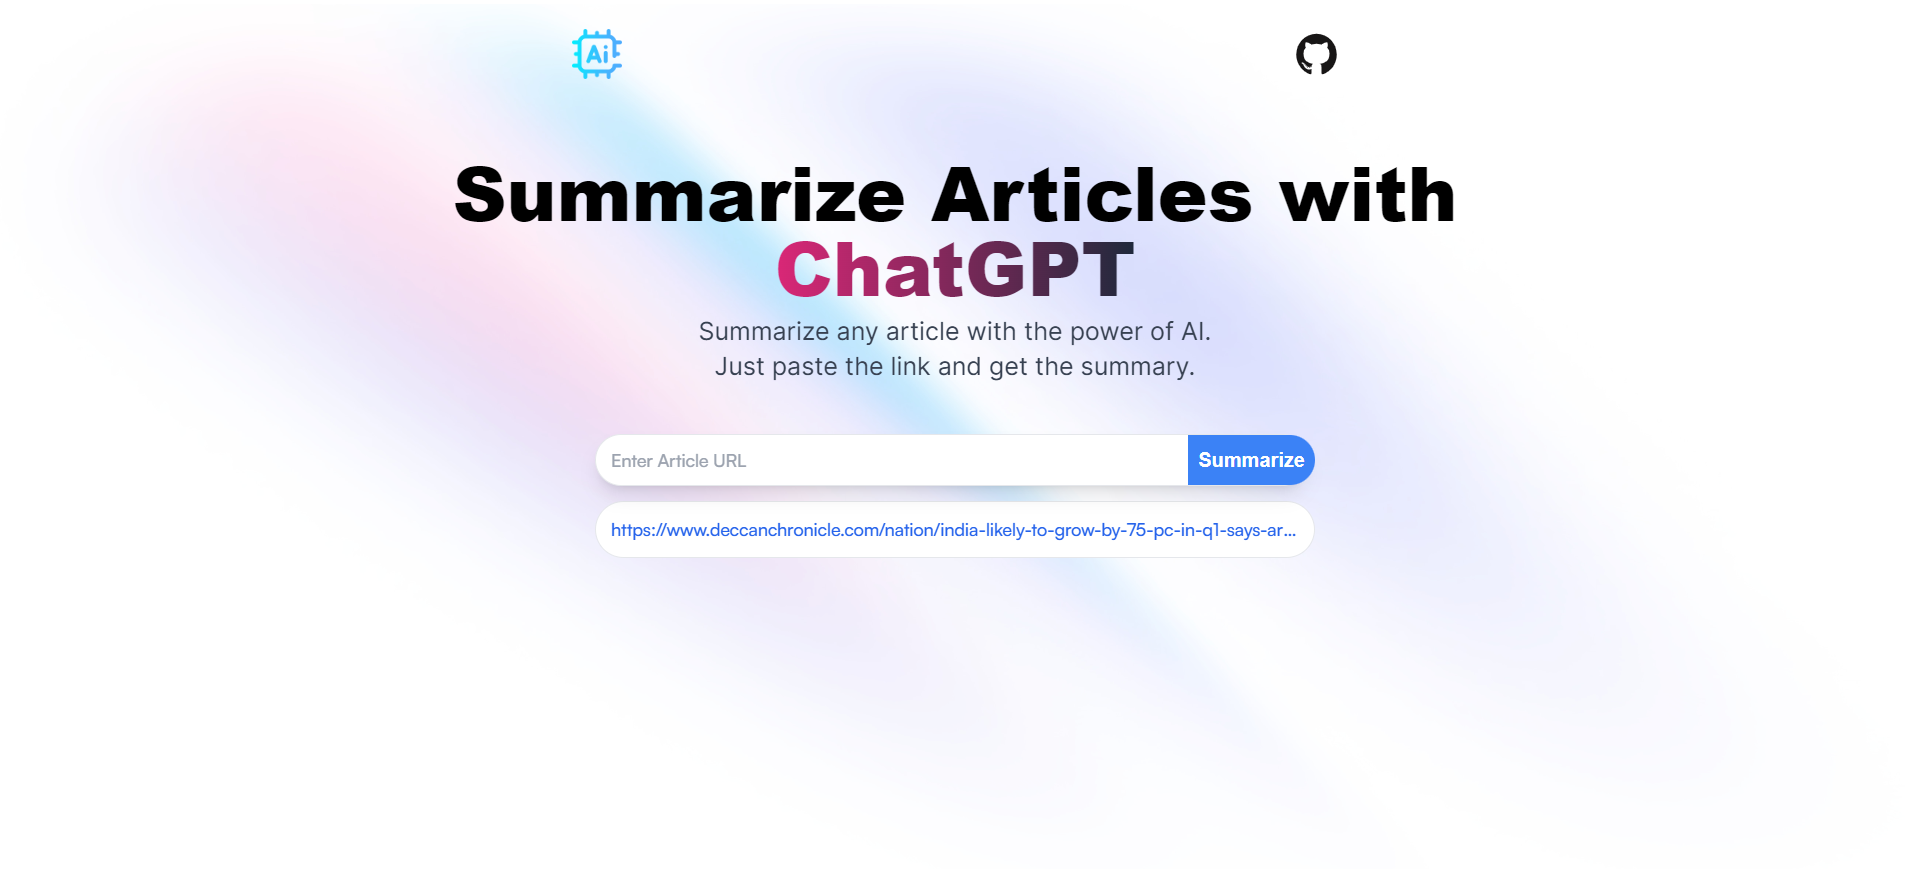 Ai
Summarize Articles with
ChatGPT
Summarize any article with the power of AI.
Just paste the link and get the summary.
Enter Article URL
Summarize
https://www.deccanchronicle.com/nation/india-likely-to-grow-by-75-pc-in-q1-says-ar...